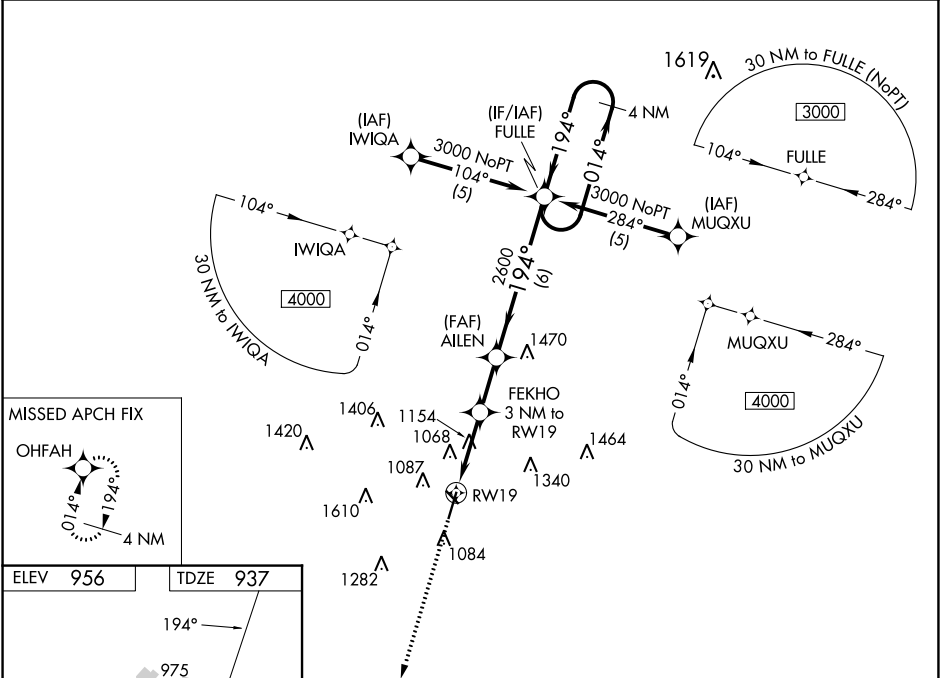 1619
30 NM to FULLE (NoPT)
3000
104°
FULLE
284°
(IF/IAF)
FULLE
4 NM
194°
014°
(IAF)
IWIQA
3000 NoPT
104°
(5)
3000 NoPT
284°
(5)
(IAF)
MUQXU
104°
IWIQA
4000
014°
30 NM to IWIQA
2600
194°
(6)
(FAF)
AILEN
1470
MUQXU
284°
014°
4000
30 NM to MUQXU
FEKHO
3 NM to
RW19
1406
1154
1420
1068
1464
1087
1340
1610
RW19
1084
1282
MISSED APCH FIX
OHFAH
014°
194°
4 NM
ELEV 956
TDZE 937
194°
975